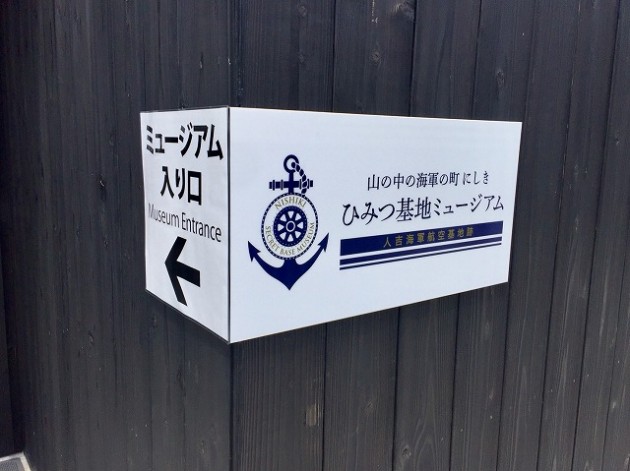 ミュージアム
入り口
Museum Entrance
NISHIKI
SECRET BASE MUSEUM
山の中の海軍の町 にしき
ひみつ基地ミュージアム
人吉海軍航空基地跡